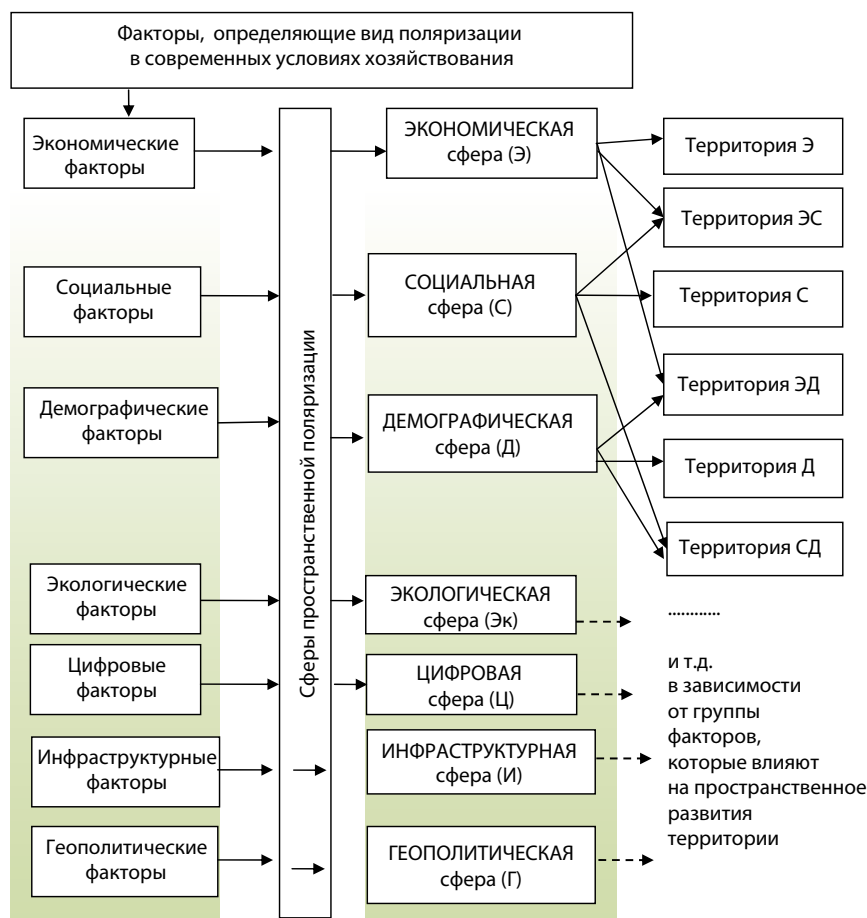 Факторы, определяющие вид поляризации
в современных условиях хозяйствования
Экономические
факторы
Социальные
факторы
Демографические
факторы
Экологические
факторы
Цифровые
факторы
Инфраструктурные
факторы
Геополитические
факторы
Сферы пространственной поляризации
ЭКОНОМИЧЕСКАЯ
сфера (Э)
СОЦИАЛЬНАЯ
сфера (С)
ДЕМОГРАФИЧЕСКАЯ
сфера (Д)
ЭКОЛОГИЧЕСКАЯ
сфера (Эк)
ЦИФРОВАЯ
сфера (Ц)
ИНФРАСТРУКТУРНАЯ
сфера (И)
ГЕОПОЛИТИЧЕСКАЯ
сфера (Г)
Территория Э
Территория ЭС
Территория С
Территория ЭД
Территория Д
Территория СД
............
и т.д.
в зависимости
от группы
факторов,
которые влияют
на пространственное
развития
территории